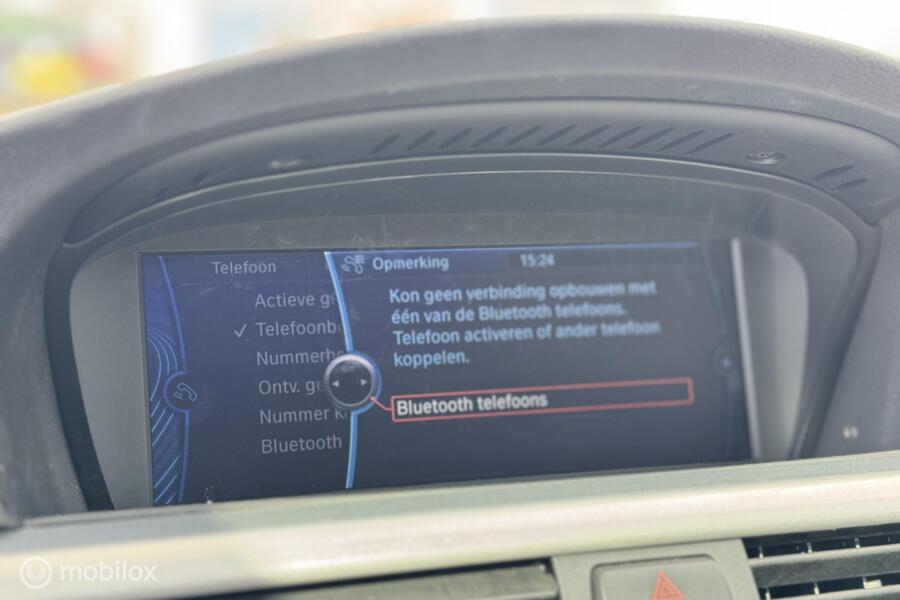 Telefoon
Actieve
Telefoonb
Nummerh
Ontv. ge
Nummer k
Bluetooth
Opmerking 15:24
Kon geen verbinding opbouwen met
één van de Bluetooth telefoons.
Telefoon activeren of ander telefoon
koppelen.
Bluetooth telefoons
mobilox